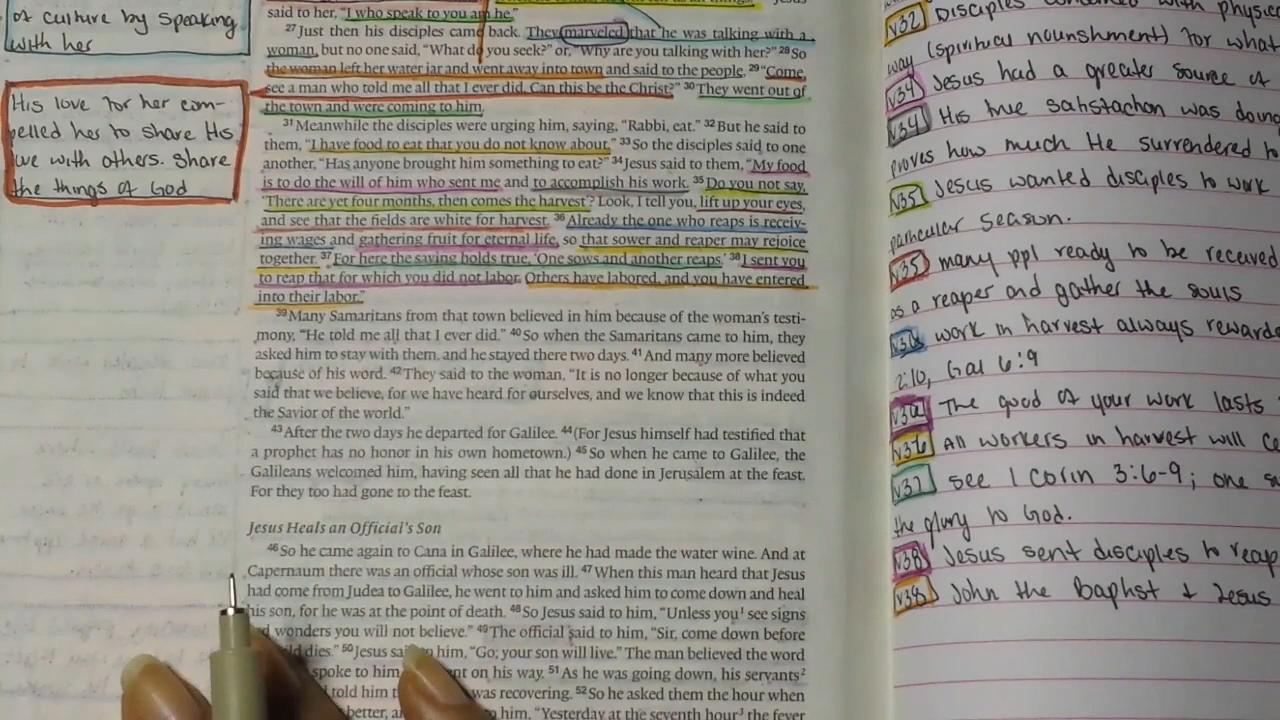 of culture by speaking
with her
His love for her com-
pelled her to share His
love with others. Share
the things of God
said to her, "I who speak to you am he."
27 Just then his disciples came back. They marveled that he was talking with a
woman, but no one said, "What do you seek?" or, "Why are you talking with her?" 28 So
the woman left her water jar and went away into town and said to the people, 29 "Come,
see a man who told me all that I ever did. Can this be the Christ?" 30 They went out of
the town and were coming to him.
31 Meanwhile the disciples were urging him, saying, "Rabbi, eat." 32 But he said to
them, "I have food to eat that you do not know about." 33 So the disciples said to one
another, "Has anyone brought him something to eat?" 34 Jesus said to them, "My food
is to do the will of him who sent me and to accomplish his work. 35 Do you not say,
'There are yet four months, then comes the harvest'? Look, I tell you, lift up your eyes,
and see that the fields are white for harvest. 36 Already the one who reaps is receiv-
ing wages and gathering fruit for eternal life, so that sower and reaper may rejoice
together. 37 For here the saying holds true, 'One sows and another reaps.' 38 I sent you
to reap that for which you did not labor. Others have labored, and you have entered
into their labor."
39 Many Samaritans from that town believed in him because of the woman's testi-
mony, "He told me all that I ever did." 40 So when the Samaritans came to him, they
asked him to stay with them, and he stayed there two days. 41 And many more believed
because of his word. 42 They said to the woman, "It is no longer because of what you
said that we believe, for we have heard for ourselves, and we know that this is indeed
the Savior of the world."
43 After the two days he departed for Galilee. 44 (For Jesus himself had testified that
a prophet has no honor in his own hometown.) 45 So when he came to Galilee, the
Galileans welcomed him, having seen all that he had done in Jerusalem at the feast.
For they too had gone to the feast.
Jesus Heals an Official's Son
46 So he came again to Cana in Galilee, where he had made the water wine. And at
Capernaum there was an official whose son was ill. 47 When this man heard that Jesus
had come from Judea to Galilee, he went to him and asked him to come down and heal
his son, for he was at the point of death. 48 So Jesus said to him, "Unless you1 see signs
wonders you will not believe." 49 The official said to him, "Sir, come down before
dies." 50 Jesus said to him, "Go; your son will live." The man believed the word
spoke to him on his way. 51 As he was going down, his servants2
told him was recovering. 52 So he asked them the hour when
better, to him, "Yesterday at the seventh hour3 the fever
v32 Disciples with physic
way (spiritual nourishment) for what
v34 Jesus had a greater source of
v34 His true satisfaction was doing
proves how much He surrendered to
v35 Jesus wanted disciples to work
particular season.
v35 many ppl ready to be received
as a reaper and gather the souls
v36 work in harvest always rewards
2:10, Gal 6:9
v36 The good of your work lasts
v36 All workers in harvest will ce
v37 see 1 Corin 3:6-9; one s
the glory to God.
v38 Jesus sent disciples to reap
v38 John the Baptist + Jesus